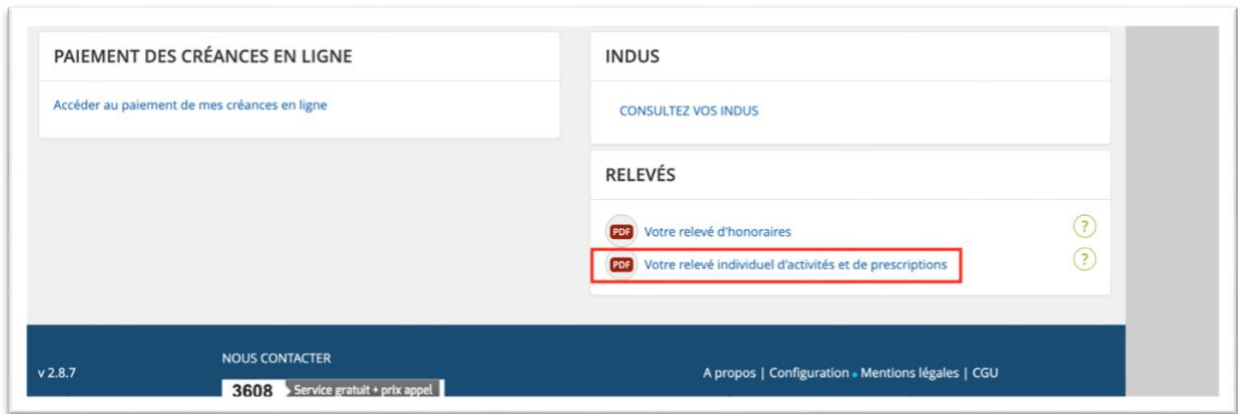 PAIEMENT DES CRÉANCES EN LIGNE
Accéder au paiement de mes créances en ligne
INDUS
CONSULTEZ VOS INDUS
RELEVÉS
PDF Votre relevé d'honoraires ?
PDF Votre relevé individuel d'activités et de prescriptions ?
NOUS CONTACTER
v 2.8.7
3608 Service gratuit + prix appel
A propos | Configuration • Mentions légales | CGU